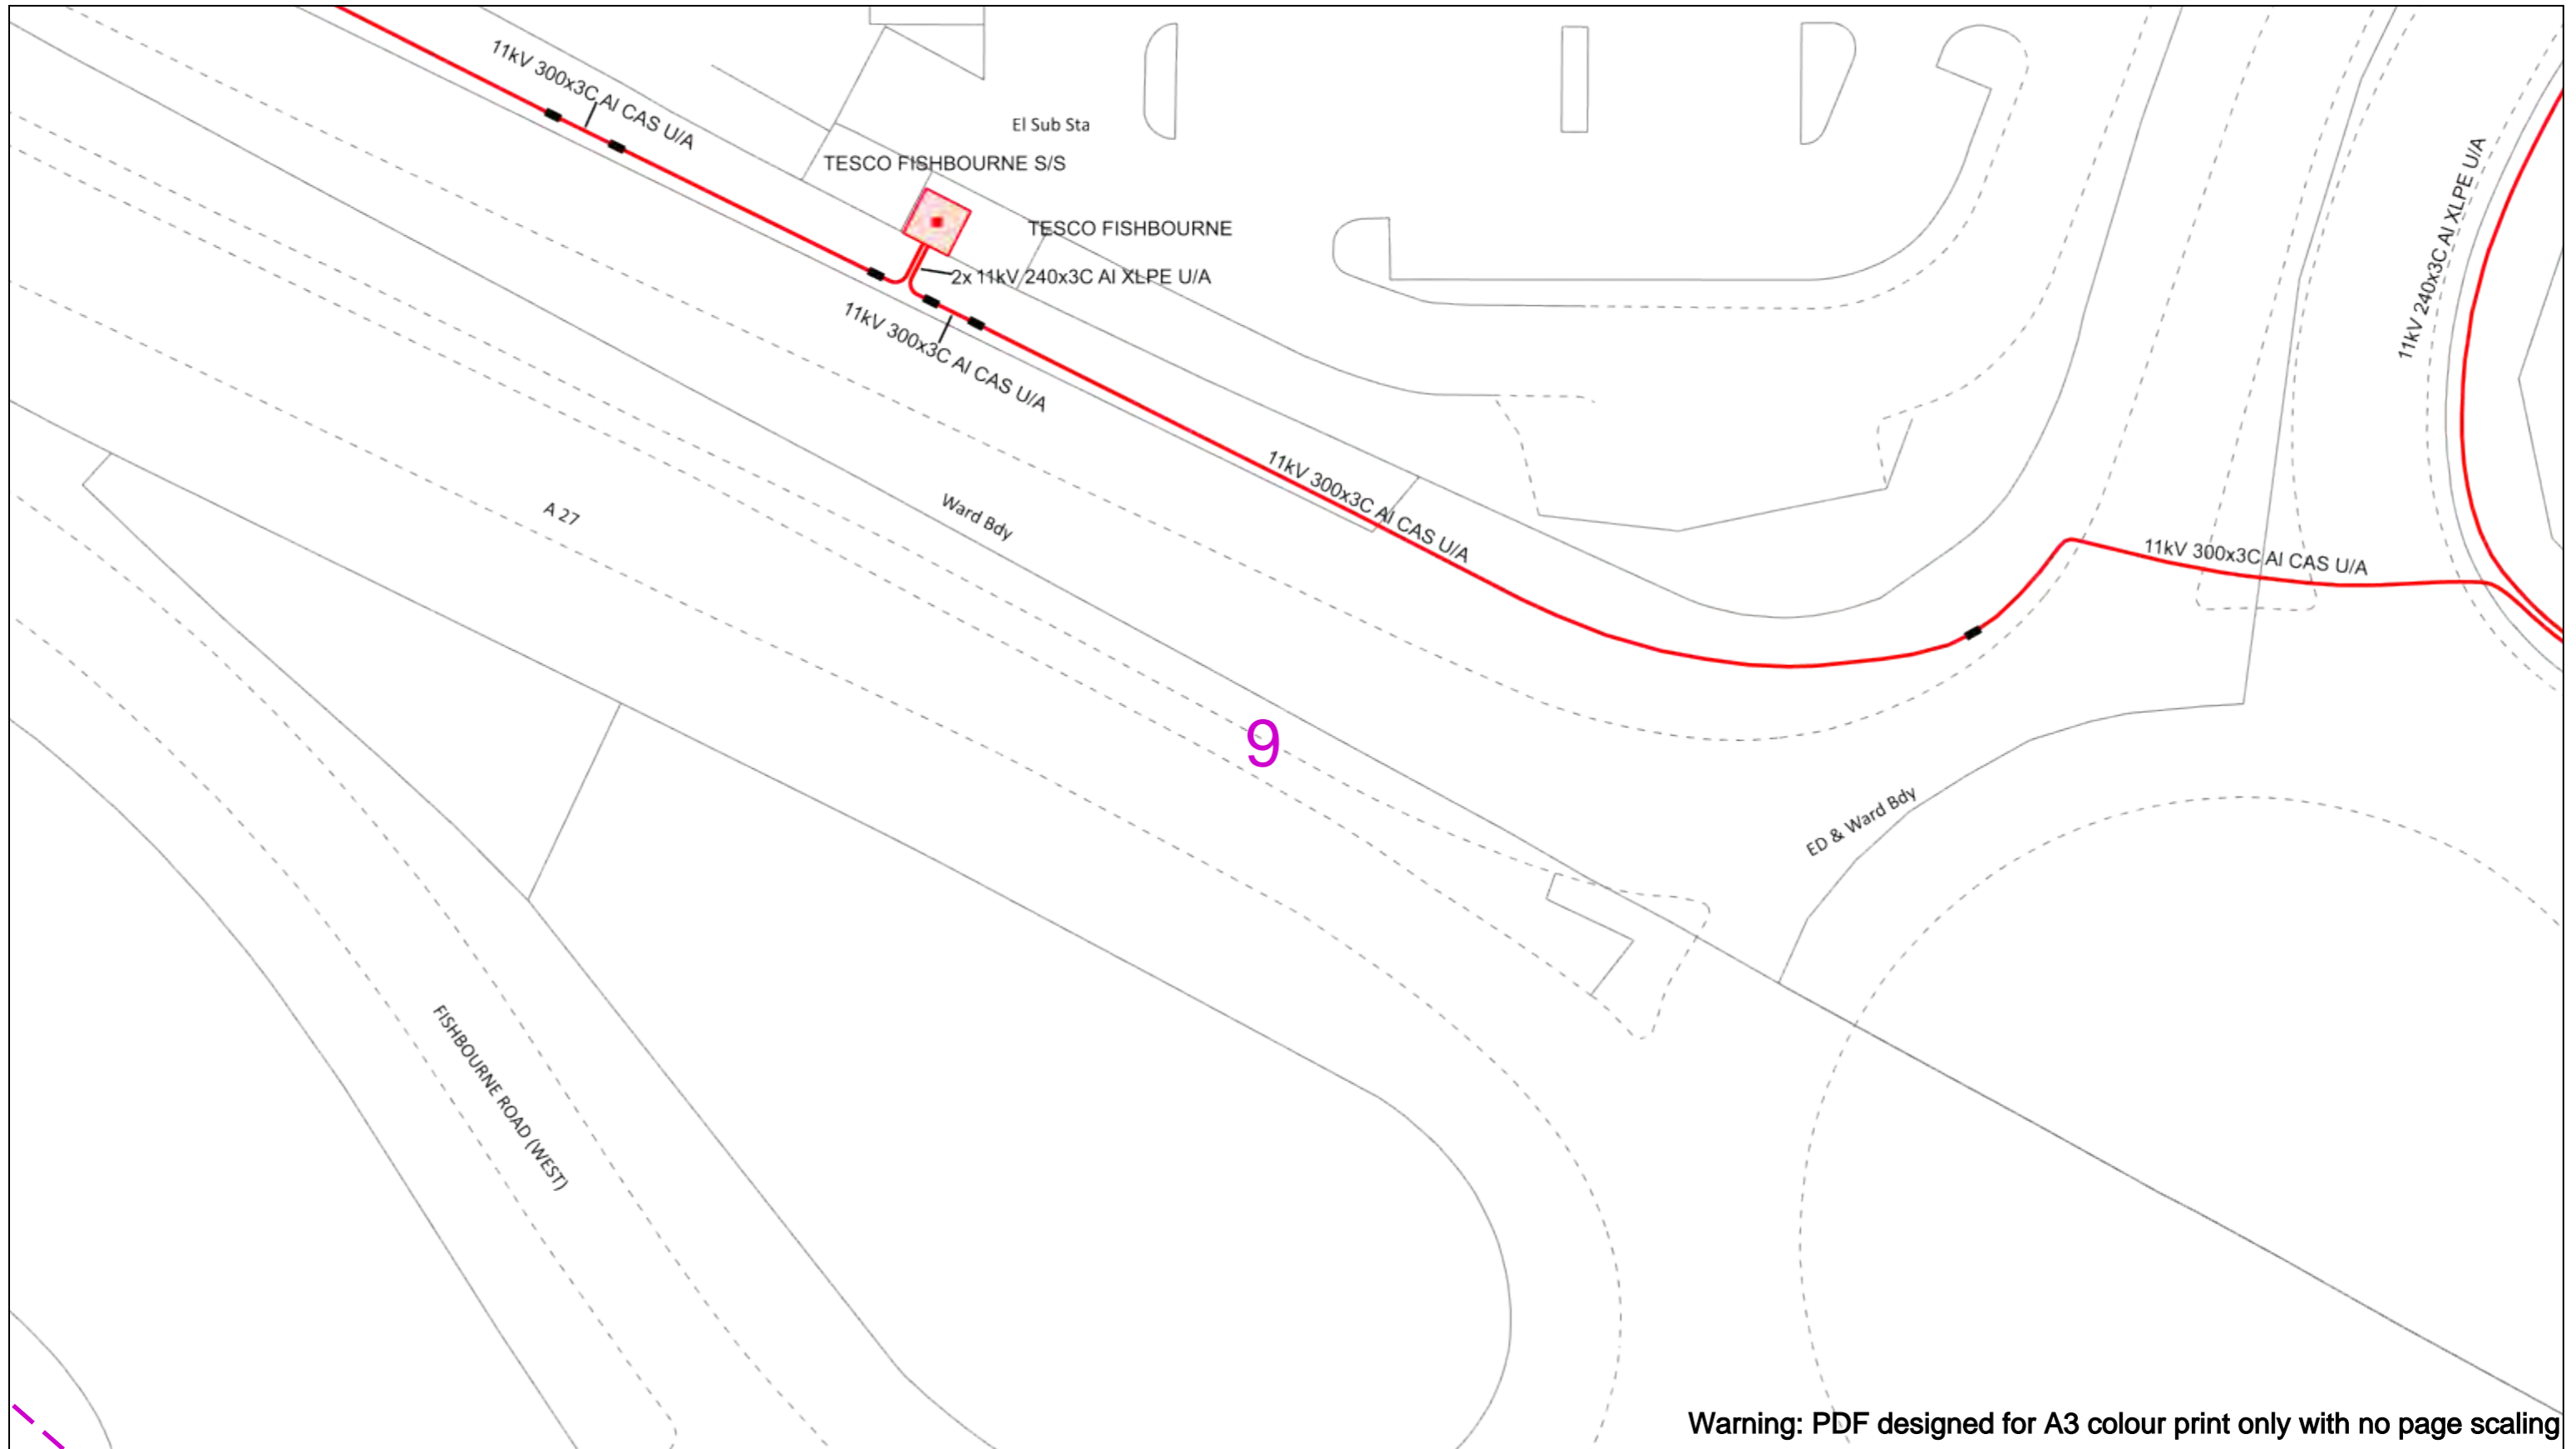 11kV 300x3C Al CAS U/A
El Sub Sta
TESCO FISHBOURNE S/S
TESCO FISHBOURNE
2x 11kV 240x3C Al XLPE U/A
11kV 300x3C Al CAS U/A
11kV 240x3C Al XLPE U/A
11kV 300x3C Al CAS U/A
11kV 300x3C Al CAS U/A
A 27
Ward Bdy
9
ED & Ward Bdy
FISHBOURNE ROAD (WEST)
Warning: PDF designed for A3 colour print only with no page scaling